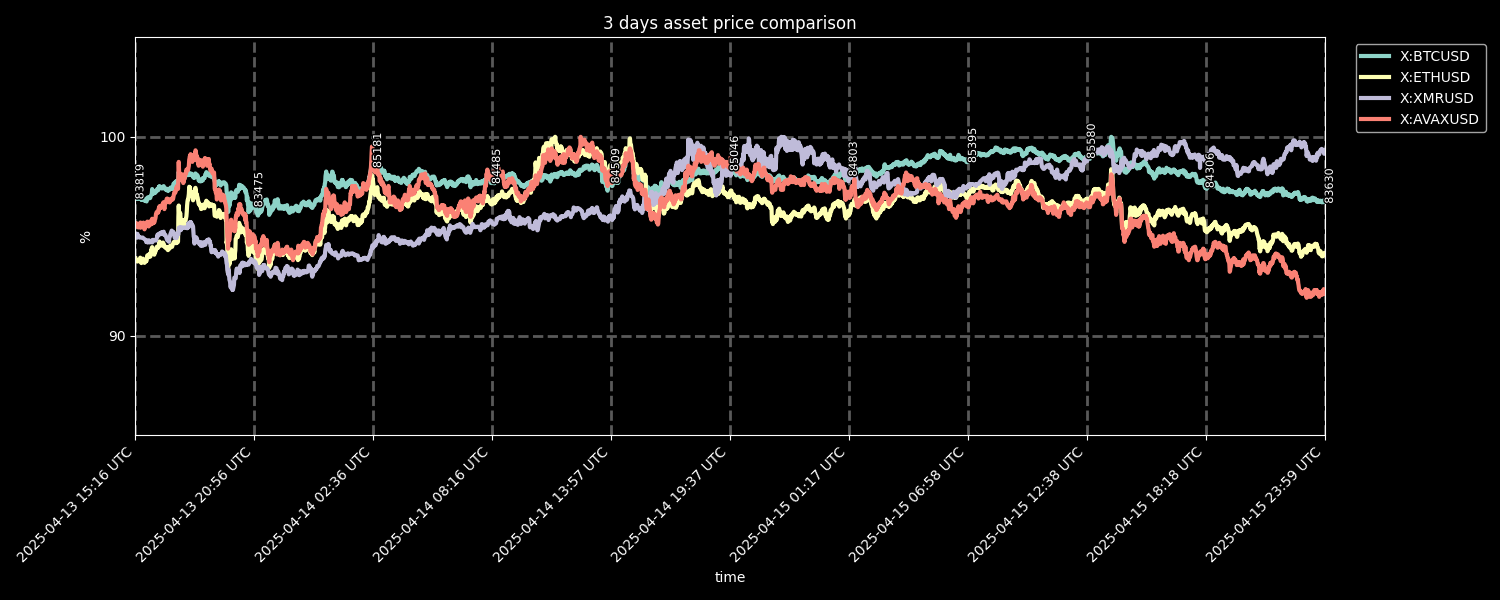 3 days asset price comparison
X:BTCUSD
X:ETHUSD
X:XMRUSD
X:AVAXUSD
100
90
%
83819
83475
85181
84485
84509
85046
84803
85395
85580
84306
83630
2025-04-13 15:16 UTC
2025-04-13 20:56 UTC
2025-04-14 02:36 UTC
2025-04-14 08:16 UTC
2025-04-14 13:57 UTC
2025-04-14 19:37 UTC
2025-04-15 01:17 UTC
2025-04-15 06:58 UTC
2025-04-15 12:38 UTC
2025-04-15 18:18 UTC
2025-04-15 23:59 UTC
time